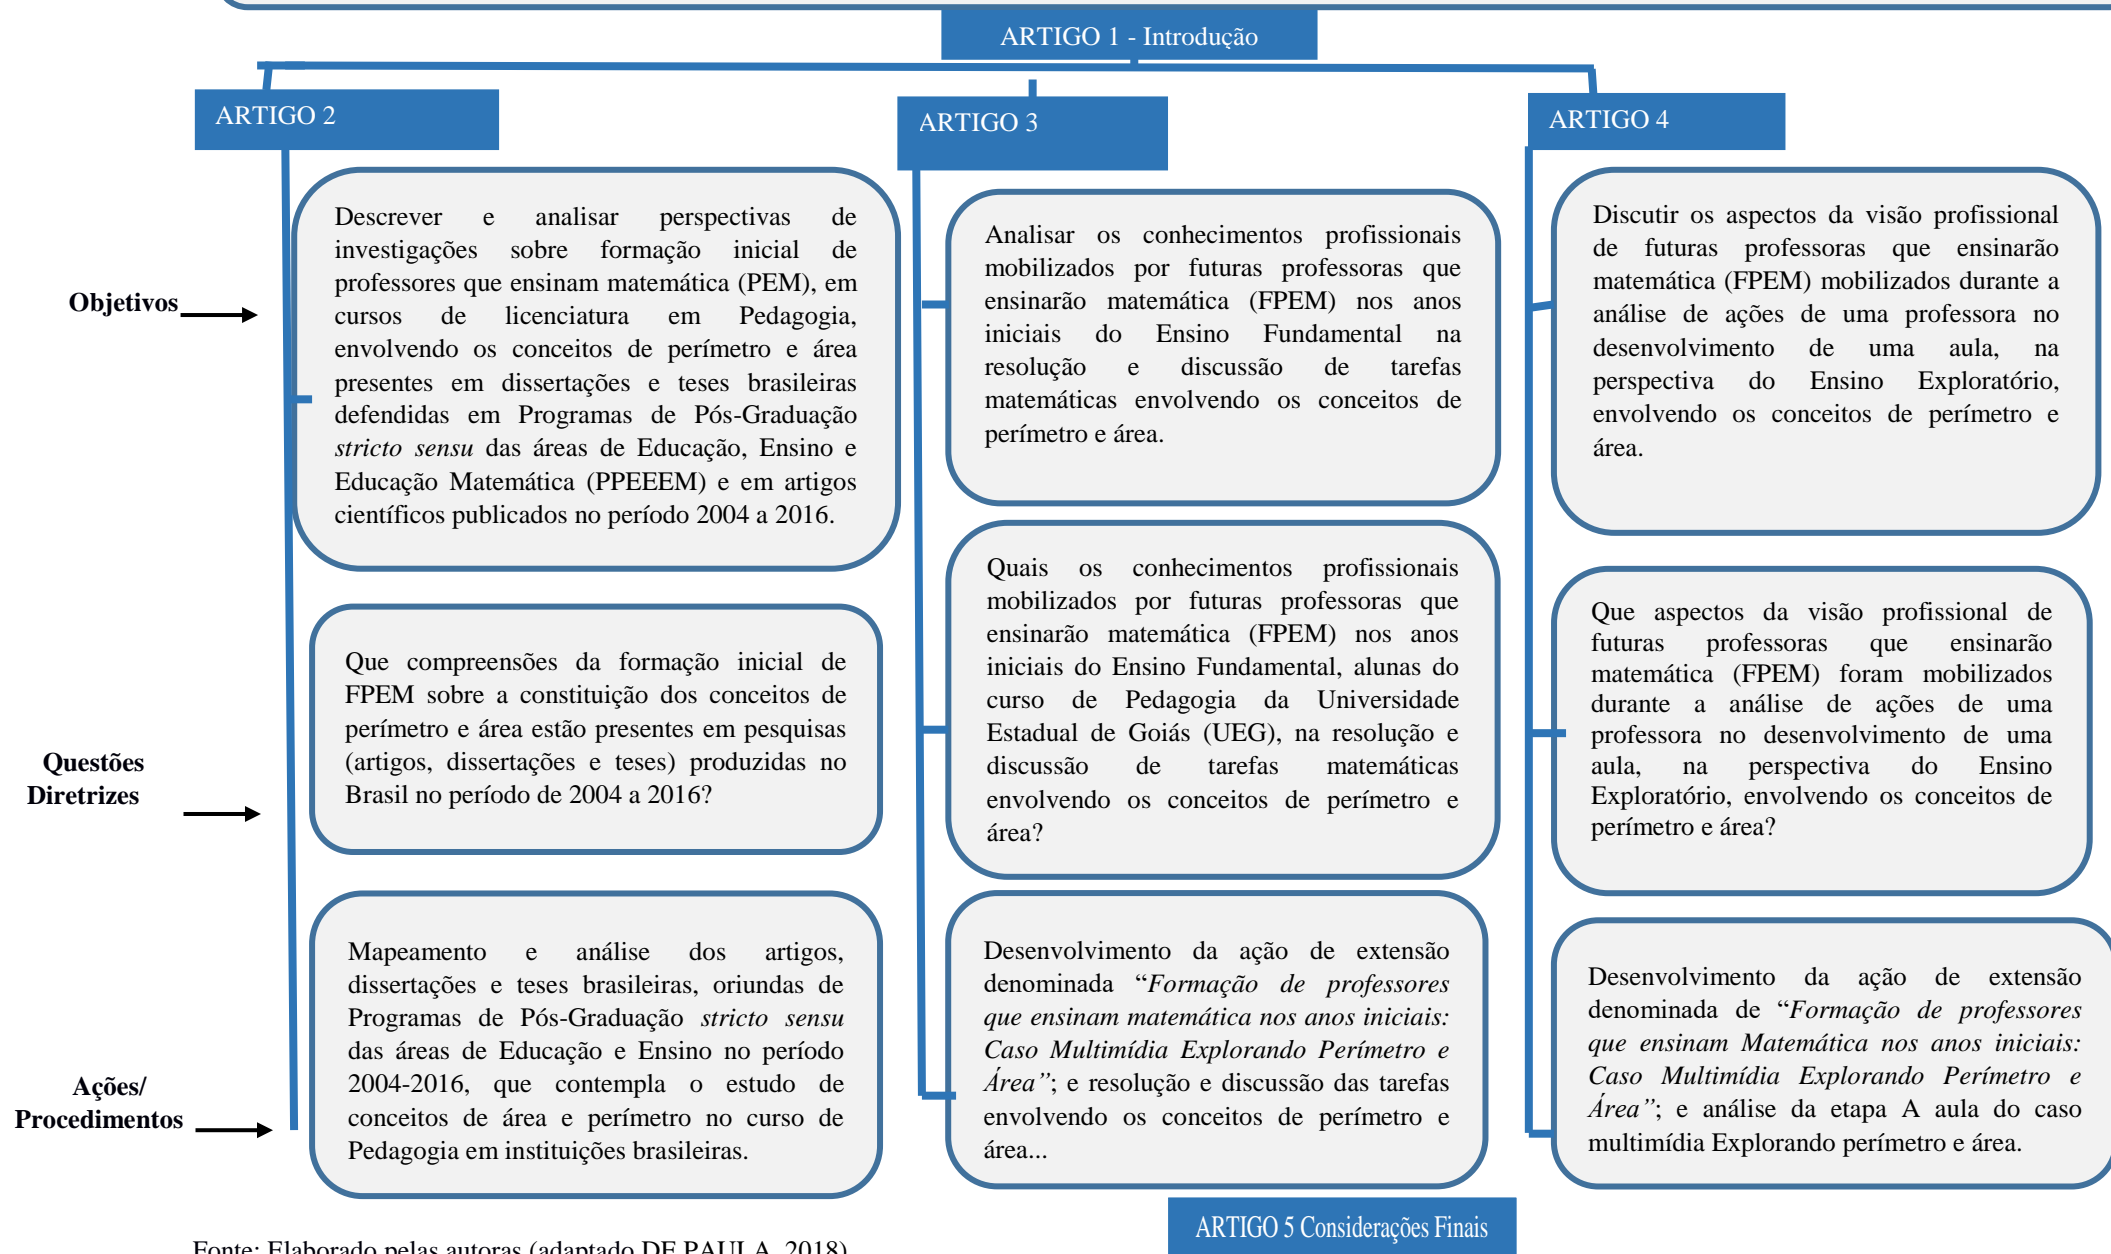 ARTIGO 1 - Introdução
ARTIGO 2
ARTIGO 3
ARTIGO 4
Objetivos
Descrever e analisar perspectivas de
investigações sobre formação inicial de
professores que ensinam matemática (PEM), em
cursos de licenciatura em Pedagogia,
envolvendo os conceitos de perímetro e área
presentes em dissertações e teses brasileiras
defendidas em Programas de Pós-Graduação
stricto sensu das áreas de Educação, Ensino e
Educação Matemática (PPEEEM) e em artigos
científicos publicados no período 2004 a 2016.
Analisar os conhecimentos profissionais
mobilizados por futuras professoras que
ensinarão matemática (FPEM) nos anos
iniciais do Ensino Fundamental na
resolução e discussão de tarefas
matemáticas envolvendo os conceitos de
perímetro e área.
Discutir os aspectos da visão profissional
de futuras professoras que ensinarão
matemática (FPEM) mobilizados durante a
análise de ações de uma professora no
desenvolvimento de uma aula, na
perspectiva do Ensino Exploratório,
envolvendo os conceitos de perímetro e
área.
Questões
Diretrizes
Que compreensões da formação inicial de
FPEM sobre a constituição dos conceitos de
perímetro e área estão presentes em pesquisas
(artigos, dissertações e teses) produzidas no
Brasil no período de 2004 a 2016?
Quais os conhecimentos profissionais
mobilizados por futuras professoras que
ensinarão matemática (FPEM) nos anos
iniciais do Ensino Fundamental, alunas do
curso de Pedagogia da Universidade
Estadual de Goiás (UEG), na resolução e
discussão de tarefas matemáticas
envolvendo os conceitos de perímetro e
área?
Que aspectos da visão profissional de
futuras professoras que ensinarão
matemática (FPEM) foram mobilizados
durante a análise de ações de uma
professora no desenvolvimento de uma
aula, na perspectiva do Ensino
Exploratório, envolvendo os conceitos de
perímetro e área?
Ações/
Procedimentos
Mapeamento e análise dos artigos,
dissertações e teses brasileiras, oriundas de
Programas de Pós-Graduação stricto sensu
das áreas de Educação e Ensino no período
2004-2016, que contempla o estudo de
conceitos de área e perímetro no curso de
Pedagogia em instituições brasileiras.
Desenvolvimento da ação de extensão
denominada “Formação de professores
que ensinam matemática nos anos iniciais:
Caso Multimídia Explorando Perímetro e
Área”; e resolução e discussão das tarefas
envolvendo os conceitos de perímetro e
área...
Desenvolvimento da ação de extensão
denominada de “Formação de professores
que ensinam Matemática nos anos iniciais:
Caso Multimídia Explorando Perímetro e
Área”; e análise da etapa A aula do caso
multimídia Explorando perímetro e área.
ARTIGO 5 Considerações Finais
Fonte: Elaborado pelas autoras (adaptado DE PAULA, 2018)